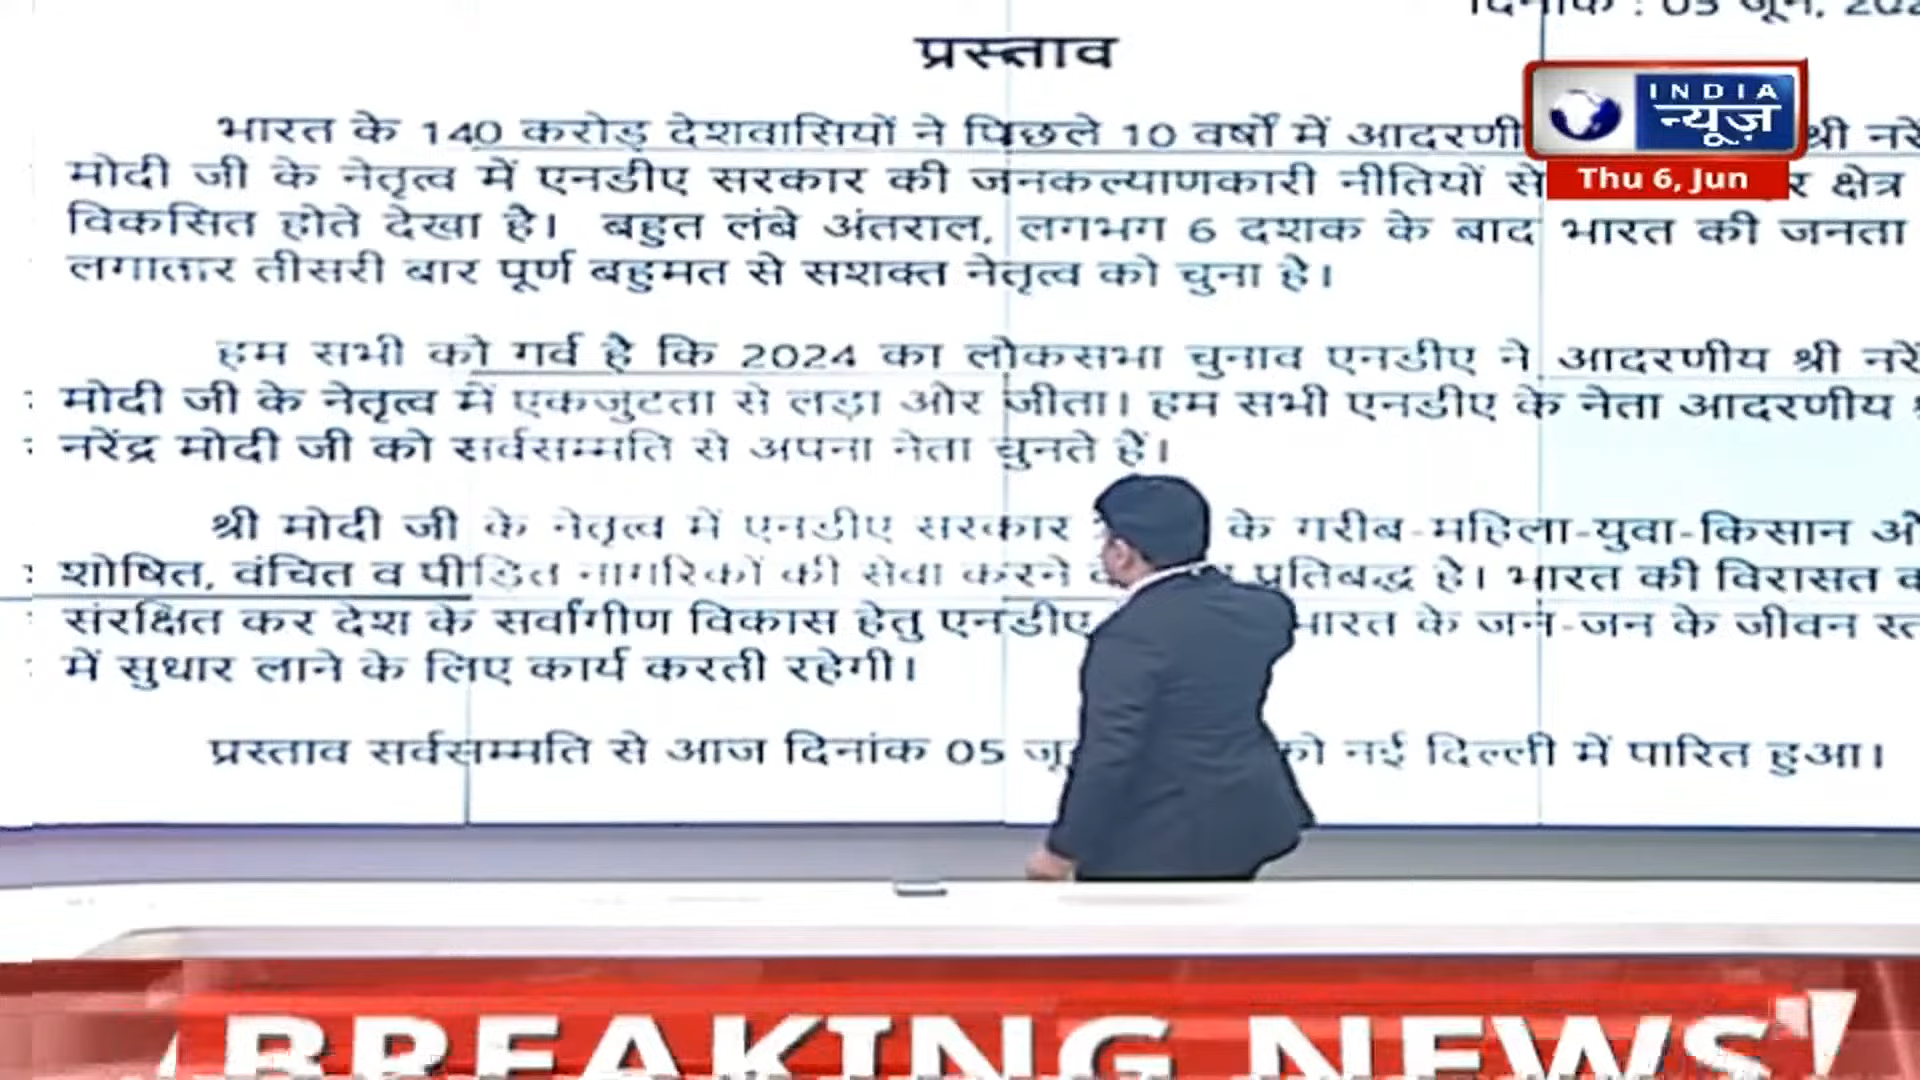 दिनांक : 05 जून,
प्रस्ताव
भारत के 140 करोड़ देशवासियों ने पिछले 10 वर्षों में आदरणी श्री
मोदी जी के नेतृत्व में एनडीए सरकार की जनकल्याणकारी नीतियों से क्षेत्र
विकसित होते देखा है। बहुत लंबे अंतराल, लगभग 6 दशक के बाद भारत की जनता
लगातार तीसरी बार पूर्ण बहुमत से सशक्त नेतृत्व को चुना है।
हम सभी को गर्व है कि 2024 का लोकसभा चुनाव एनडीए ने आदरणीय श्री
मोदी जी के नेतृत्व में एकजुटता से लड़ा और जीता। हम सभी एनडीए के नेता आदरणीय
नरेंद्र मोदी जी को सर्वसम्मति से अपना नेता चुनते हैं।
श्री मोदी जी के नेतृत्व में एनडीए सरकार के गरीब-महिला-युवा-किसान
शोषित, वंचित व पीड़ित नागरिकों की सेवा करने प्रतिबद्ध है। भारत की विरासत
संरक्षित कर देश के सर्वांगीण विकास हेतु एनडीए भारत के जन-जन के जीवन
में सुधार लाने के लिए कार्य करती रहेगी।
प्रस्ताव सर्वसम्मति से आज दिनांक 05 को नई दिल्ली में पारित हुआ।
INDIA
न्यूज़
Thu 6, Jun
BREAKING NEWS!